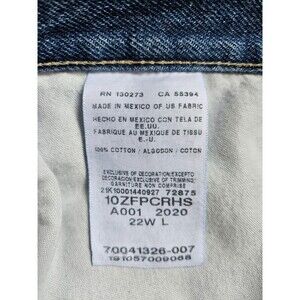 RN 130273 CA 55394
MADE IN MEXICO OF US FABRIC
HECHO EN MEXICO CON TELA DE
EE.UU.
FABRIQUE AU MEXIQUE DE TISSU
E.-U.
100% COTTON / ALGODON / COTON
EXCLUSIVE OF DECORATION/EXCEPTO
DECORACION/EXCLUSIVE OF TRIMMING/
GARNITURE NON COMPRISE
21K10001440927 72875
10ZFPCRHS
A001 2020
22W L
70041326-007
191057009068